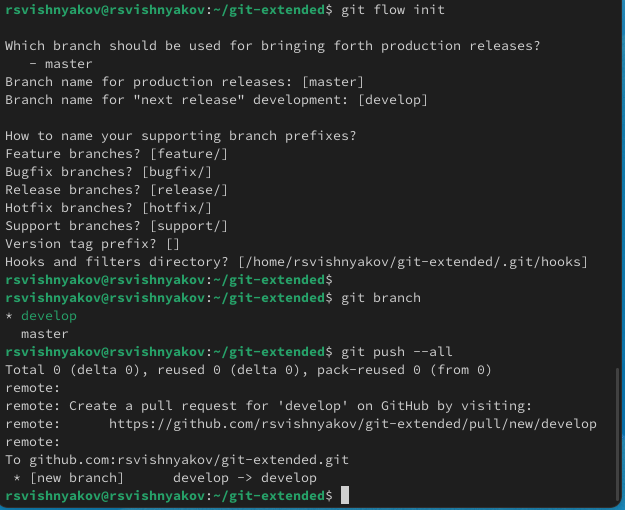 rsvishnyakov@rsvishnyakov:~/git-extended$ git flow init

Which branch should be used for bringing forth production releases?
   - master
Branch name for production releases: [master]
Branch name for "next release" development: [develop]

How to name your supporting branch prefixes?
Feature branches? [feature/]
Bugfix branches? [bugfix/]
Release branches? [release/]
Hotfix branches? [hotfix/]
Support branches? [support/]
Version tag prefix? []
Hooks and filters directory? [/home/rsvishnyakov/git-extended/.git/hooks]
rsvishnyakov@rsvishnyakov:~/git-extended$
rsvishnyakov@rsvishnyakov:~/git-extended$ git branch
* develop
  master
rsvishnyakov@rsvishnyakov:~/git-extended$ git push --all
Total 0 (delta 0), reused 0 (delta 0), pack-reused 0 (from 0)
remote:
remote: Create a pull request for 'develop' on GitHub by visiting:
remote:      https://github.com/rsvishnyakov/git-extended/pull/new/develop
remote:
To github.com:rsvishnyakov/git-extended.git
 * [new branch]      develop -> develop
rsvishnyakov@rsvishnyakov:~/git-extended$